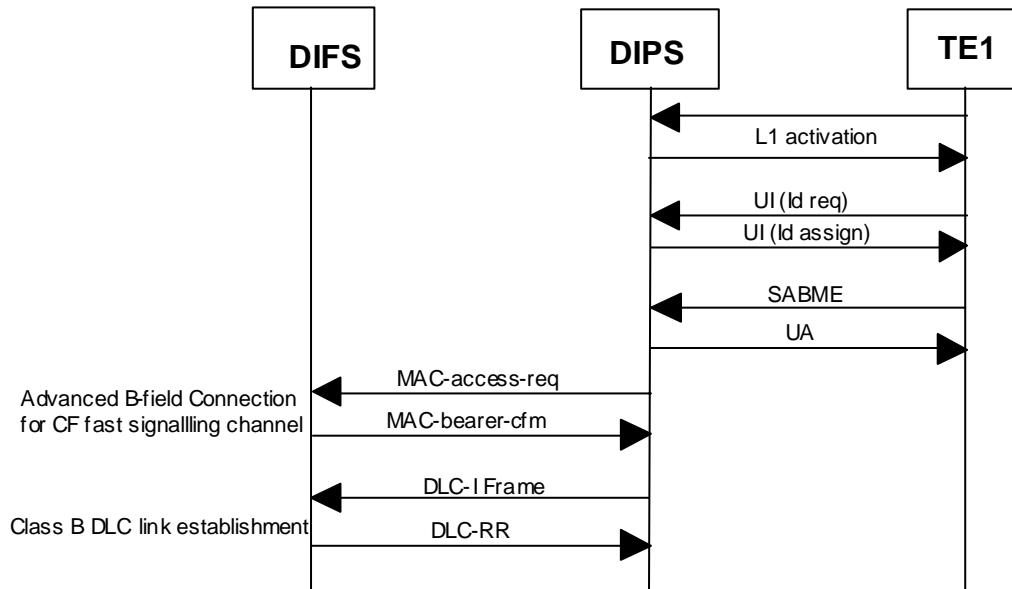 DIFS
DIPS
TE1
L1 activation
UI (Id req)
UI (Id assign)
SABME
UA
MAC-access-req
Advanced B-field Connection
for CF fast signallling channel
MAC-bearer-cfm
DLC-I Frame
Class B DLC link establishment
DLC-RR